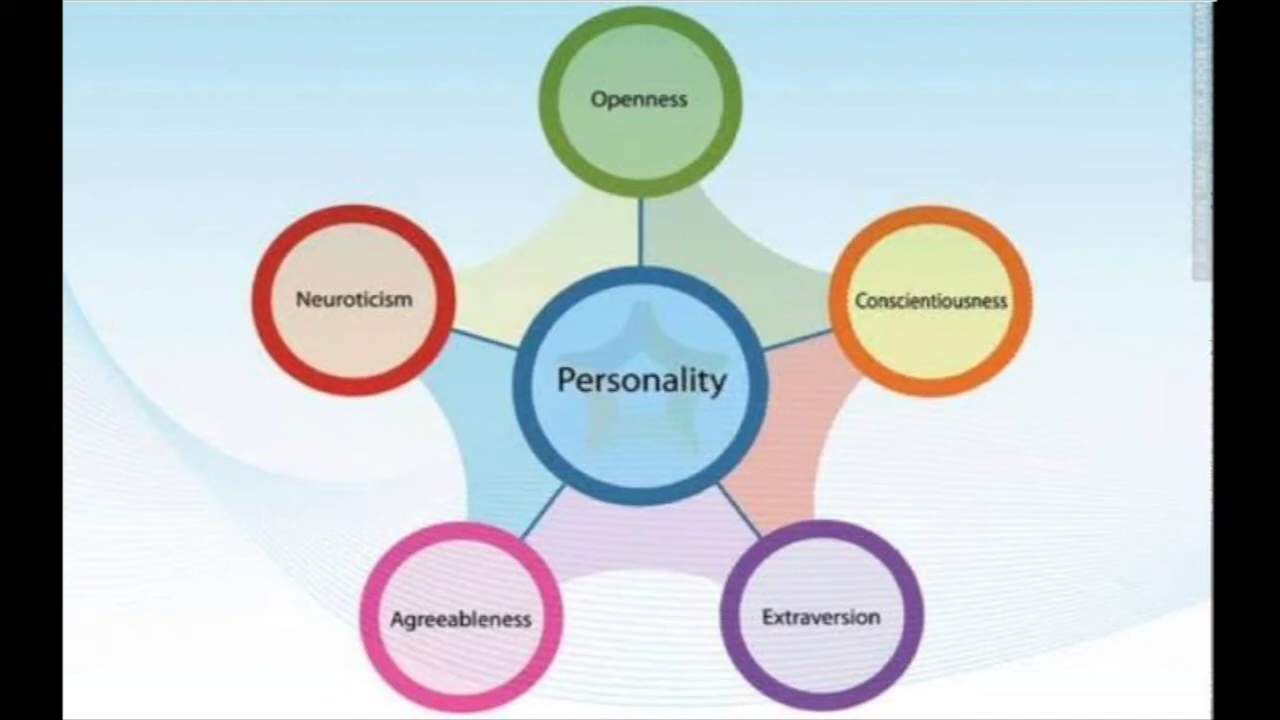 Openness
Neuroticism
Conscientiousness
Personality
Agreeableness
Extraversion